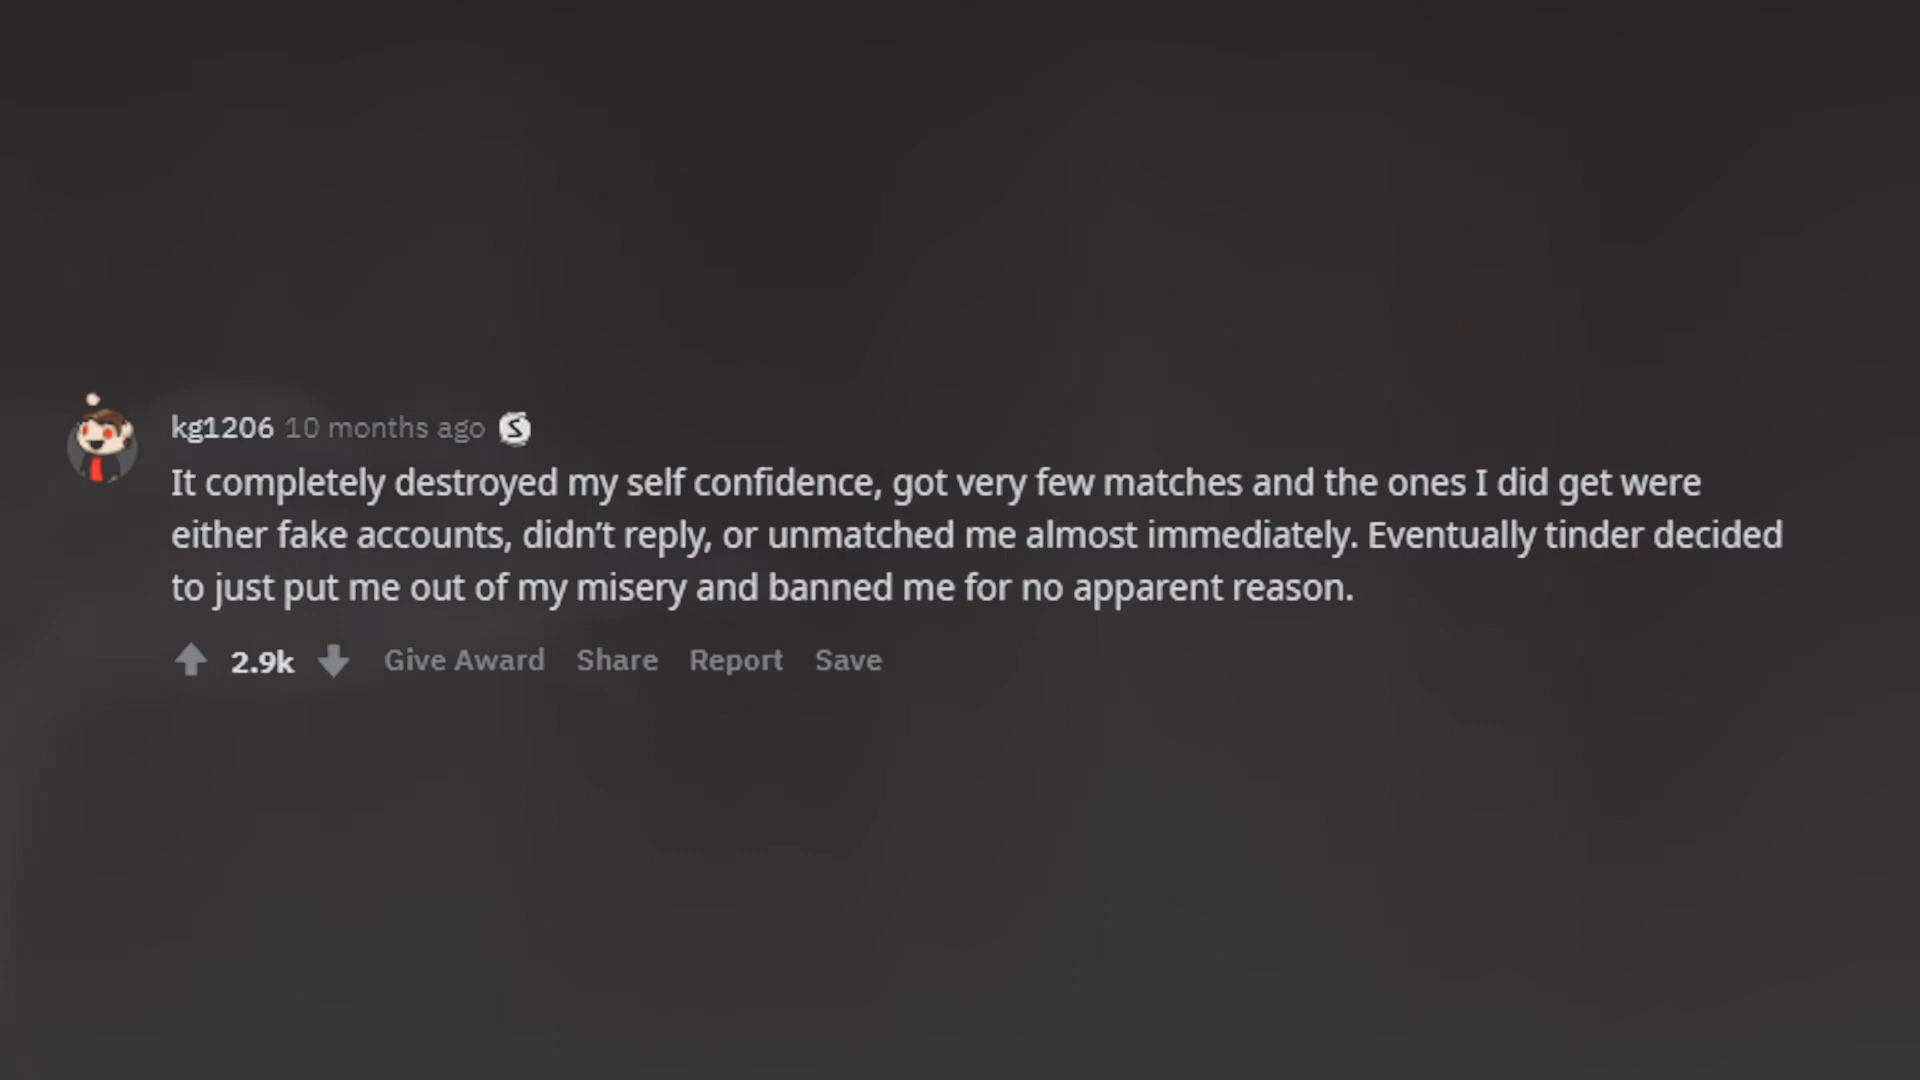 kg1206 10 months ago
It completely destroyed my self confidence, got very few matches and the ones I did get were
either fake accounts, didn’t reply, or unmatched me almost immediately. Eventually tinder decided
to just put me out of my misery and banned me for no apparent reason.
2.9k Give Award Share Report Save